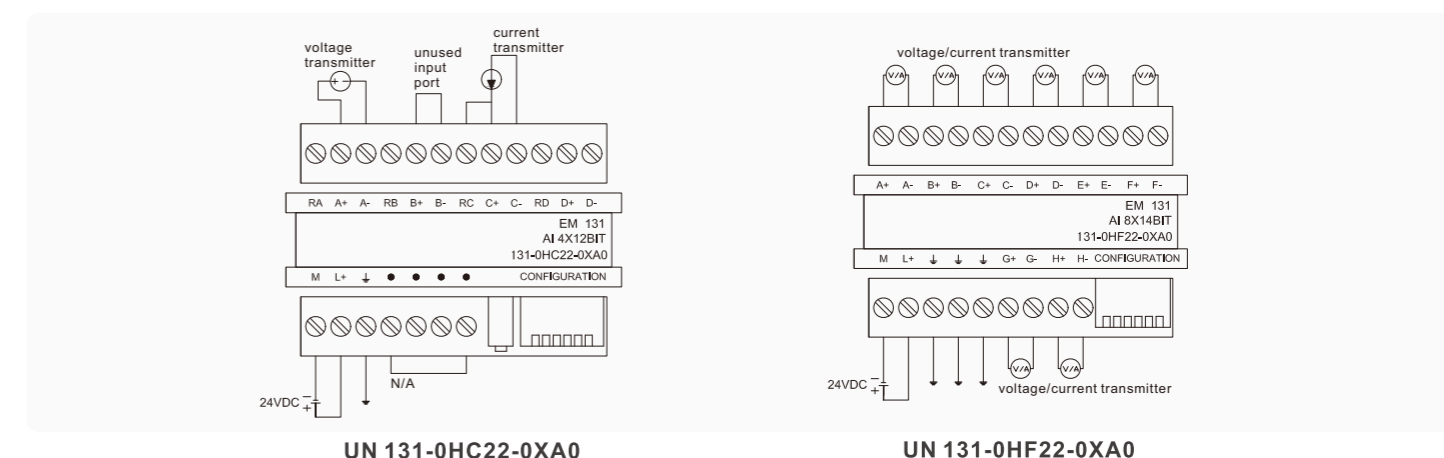 voltage
transmitter
unused
input
port
current
transmitter
+ -
RA A+ A- RB B+ B- RC C+ C- RD D+ D-
EM 131
AI 4X12BIT
131-0HC22-0XA0
M L+ ⏚ ● ● ● ● CONFIGURATION
N/A
24VDC
−
+
UN 131-0HC22-0XA0
voltage/current transmitter
V/A V/A V/A V/A V/A V/A
A+ A- B+ B- C+ C- D+ D- E+ E- F+ F-
EM 131
AI 8X14BIT
131-0HF22-0XA0
M L+ ⏚ ⏚ ⏚ G+ G- H+ H- CONFIGURATION
V/A V/A
24VDC
−
+
voltage/current transmitter
UN 131-0HF22-0XA0